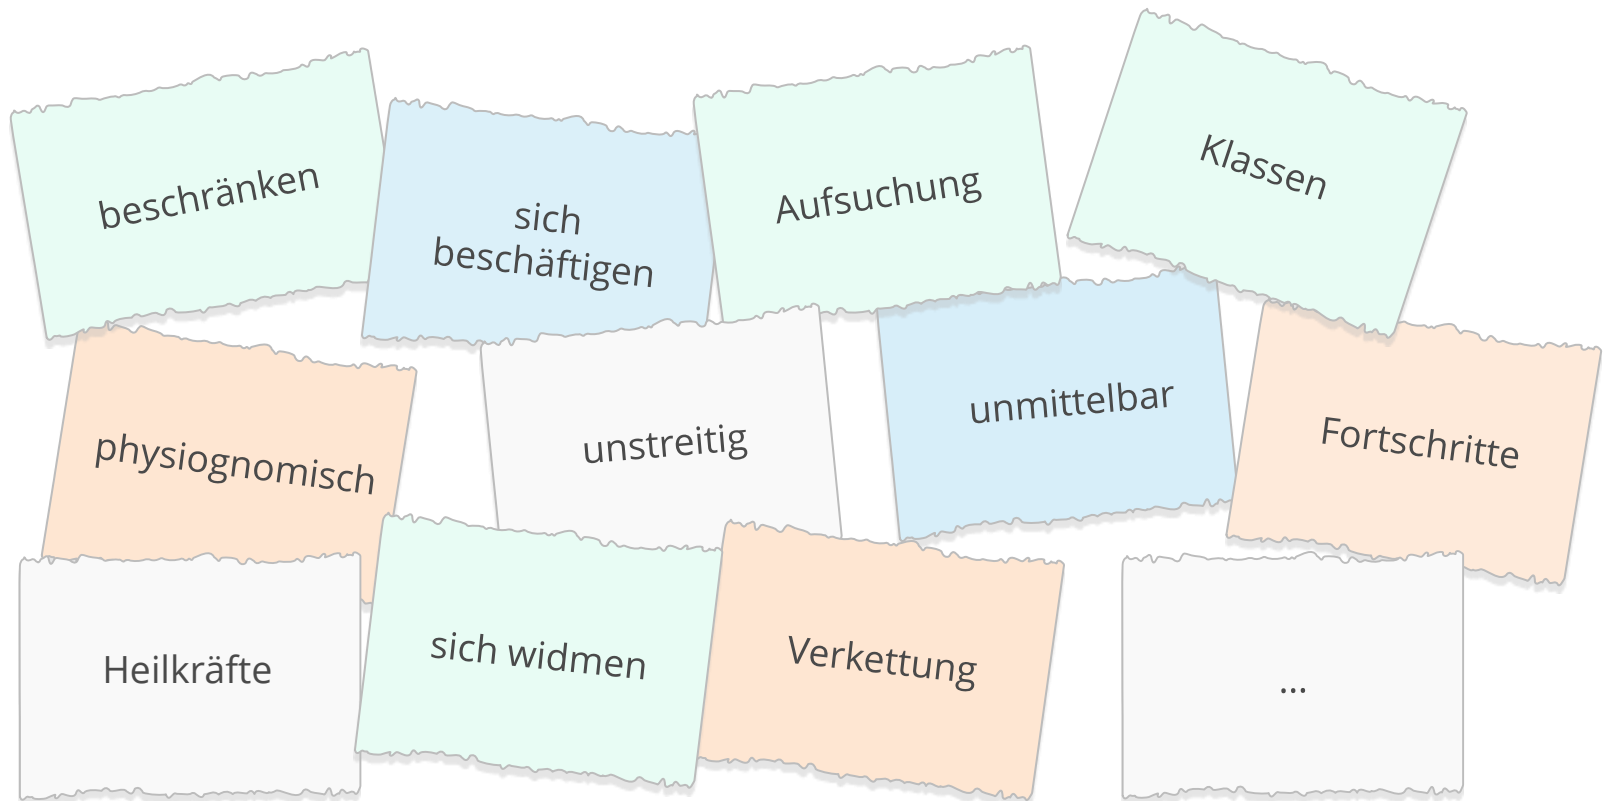 beschränken
sich
beschäftigen
Aufsuchung
Klassen
physiognomisch
unstreitig
unmittelbar
Fortschritte
Heilkräfte
sich widmen
Verkettung
...